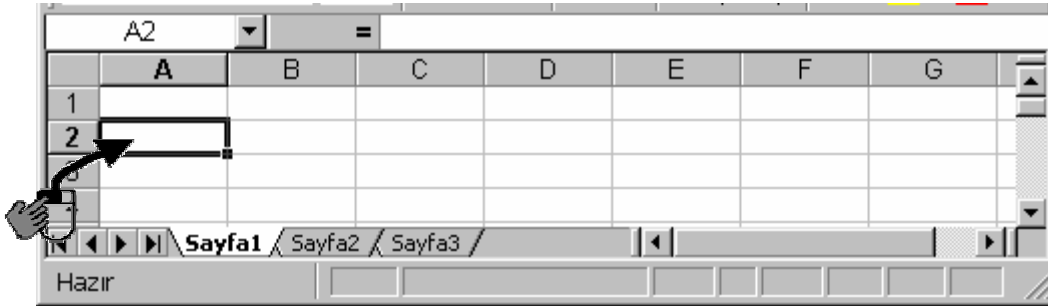 A2 =
A B C D E F G
1
2
3
Sayfa1 Sayfa2 Sayfa3
Hazır